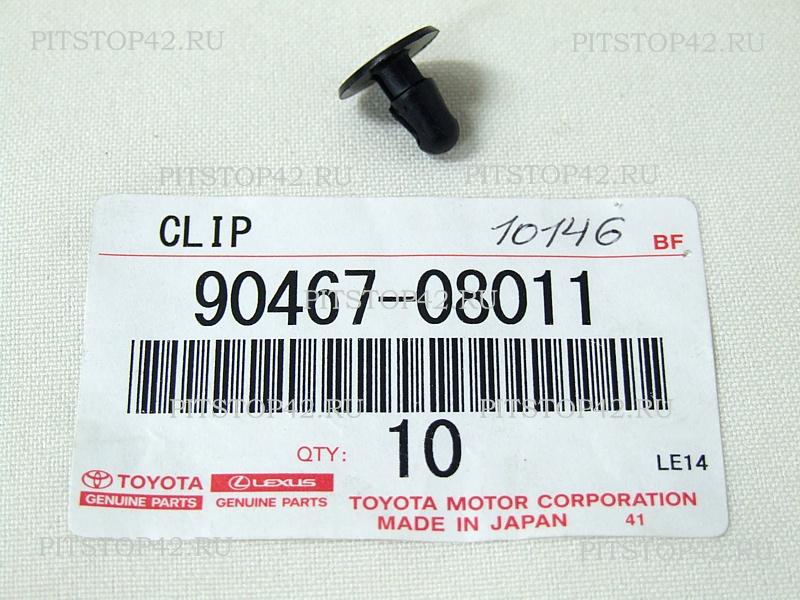 PITSTOP42.RU PITSTOP42.RU
PITSTOP42.RU PITSTOP42.RU
CLIP 10146 BF
90467-08011
PITSTOP42.RU
PITSTOP42.RU PITSTOP42.RU
QTY: 10 LE14
TOYOTA LEXUS
GENUINE PARTS GENUINE PARTS
TOYOTA MOTOR CORPORATION
MADE IN JAPAN 41
PITSTOP42.RU PITSTOP42.RU